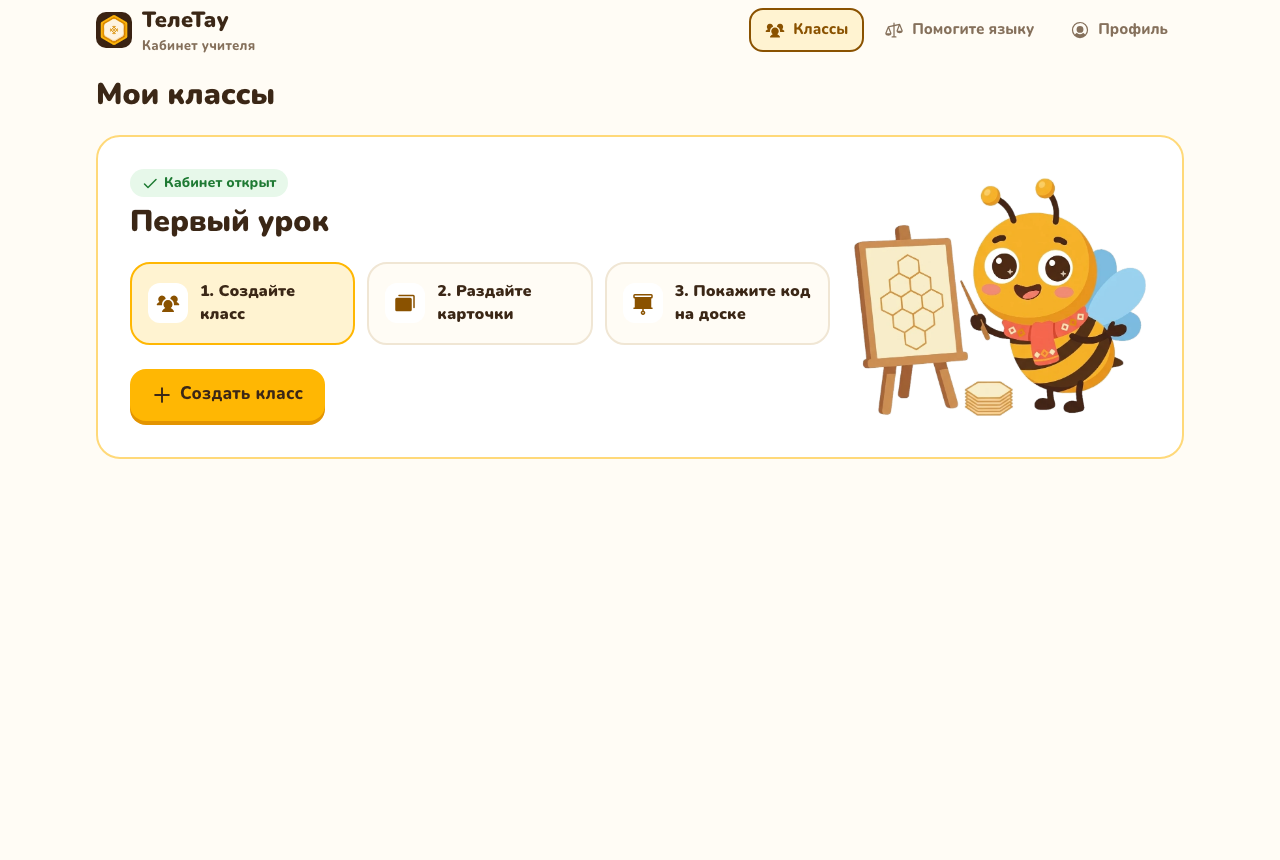 ТелеТау
Кабинет учителя
Классы
Помогите языку
Профиль
Мои классы
Кабинет открыт
Первый урок
1. Создайте
класс
2. Раздайте
карточки
3. Покажите код
на доске
Создать класс